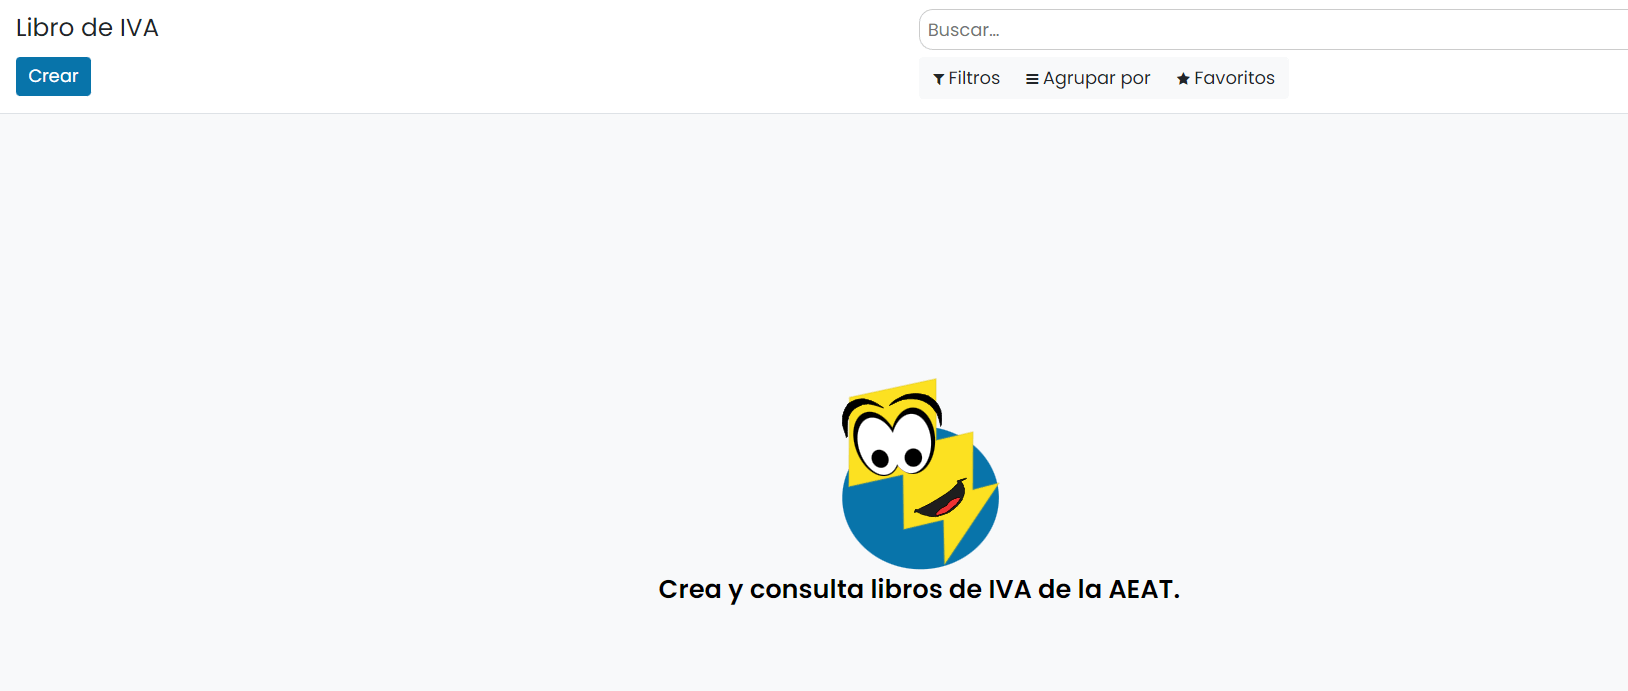 Libro de IVA
Buscar...
Crear
Filtros
Agrupar por
Favoritos
Crea y consulta libros de IVA de la AEAT.